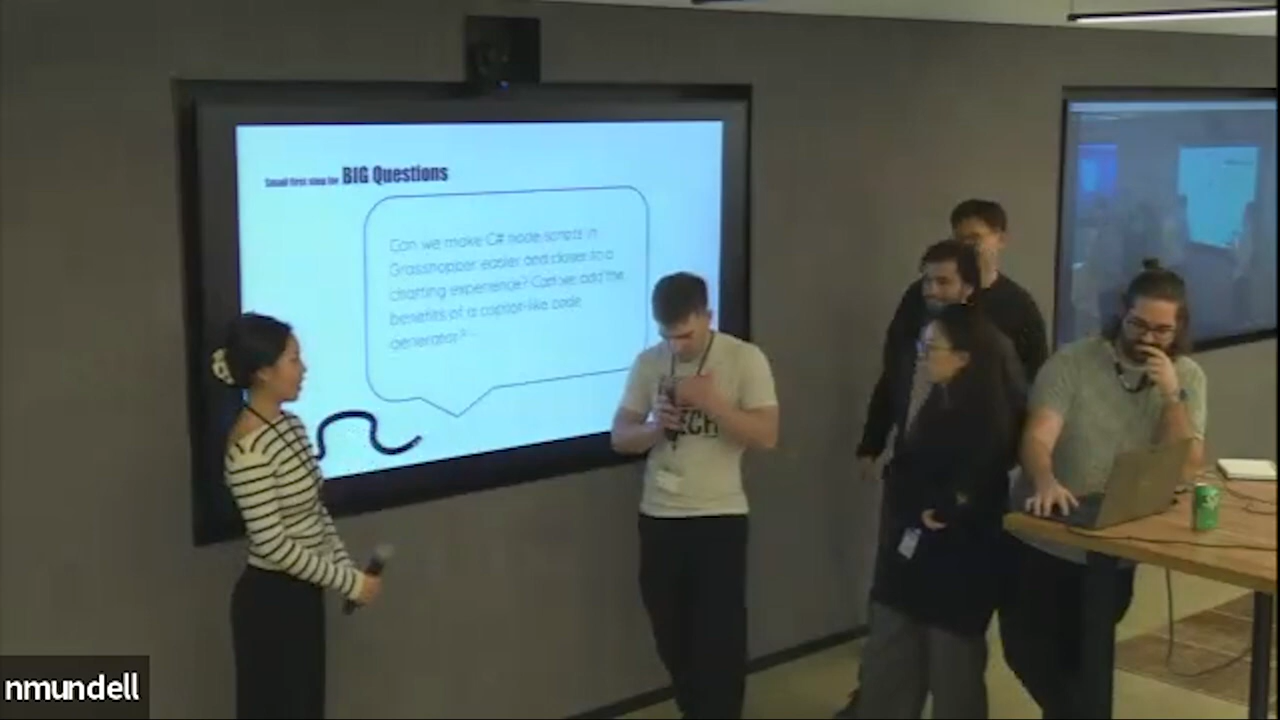 Small first step for BIG Questions
Can we make C# node/scripts in
Grasshopper easier and closer to a
charting experience? Can we add the
benefits of a copilot-like code
generator?
ECH
nmundell